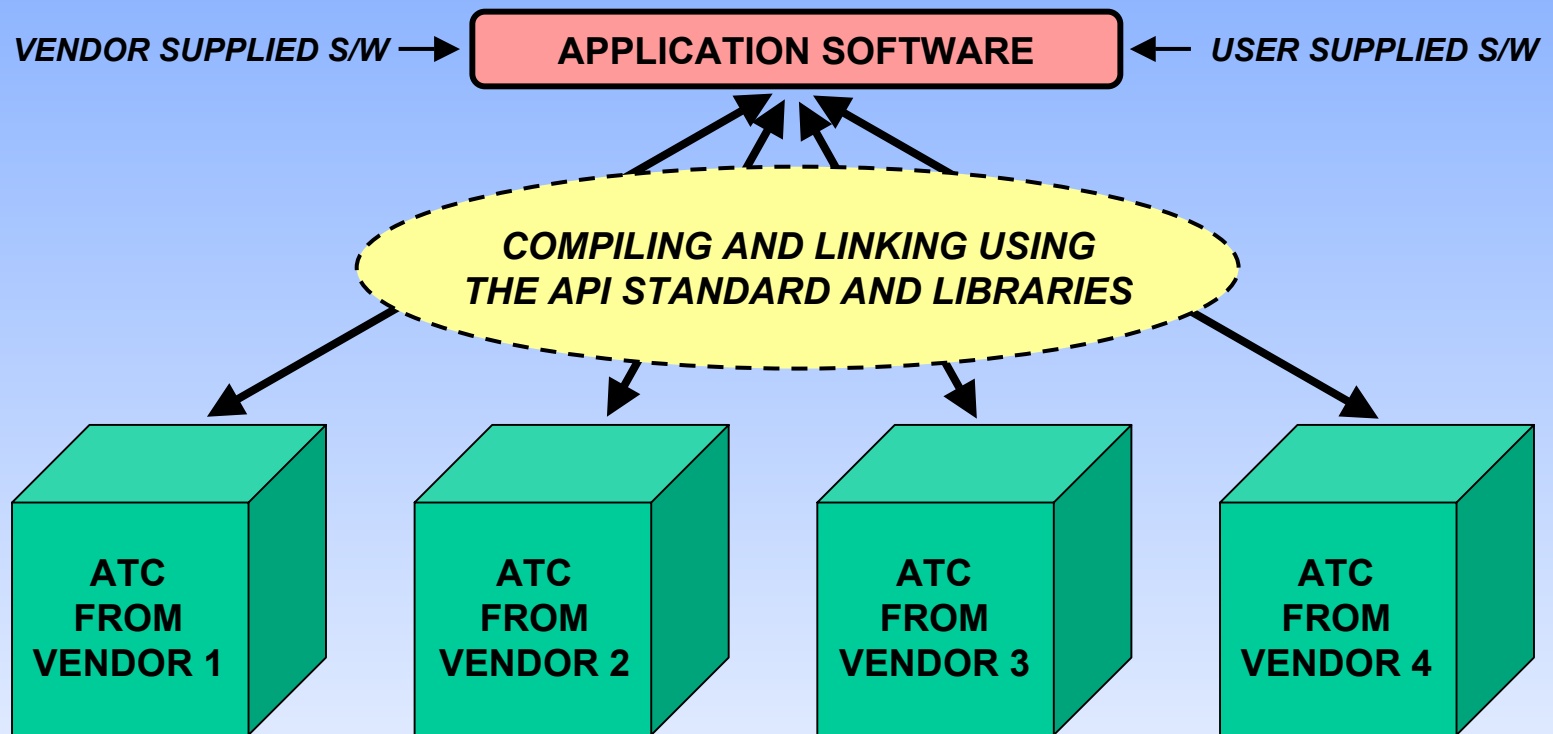 VENDOR SUPPLIED S/W
APPLICATION SOFTWARE
USER SUPPLIED S/W
COMPILING AND LINKING USING
THE API STANDARD AND LIBRARIES
ATC
FROM
VENDOR 1
ATC
FROM
VENDOR 2
ATC
FROM
VENDOR 3
ATC
FROM
VENDOR 4